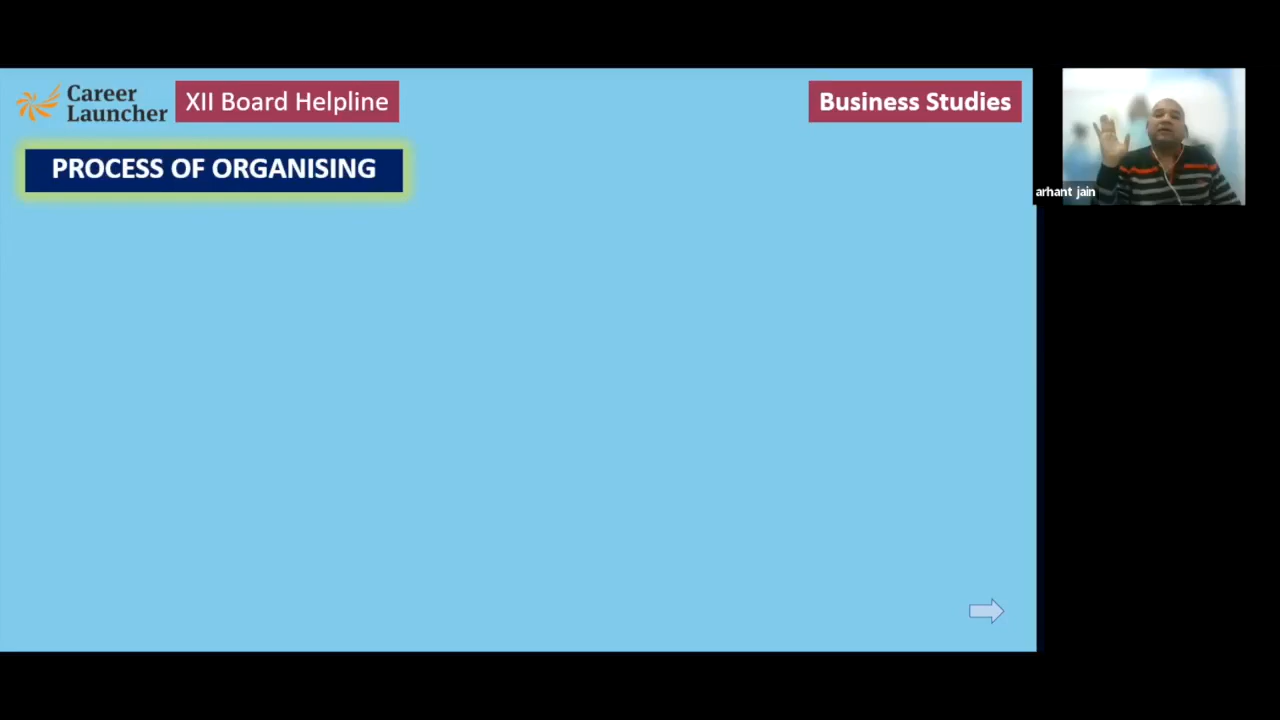 Career
Launcher
XII Board Helpline
Business Studies
PROCESS OF ORGANISING
arhant jain